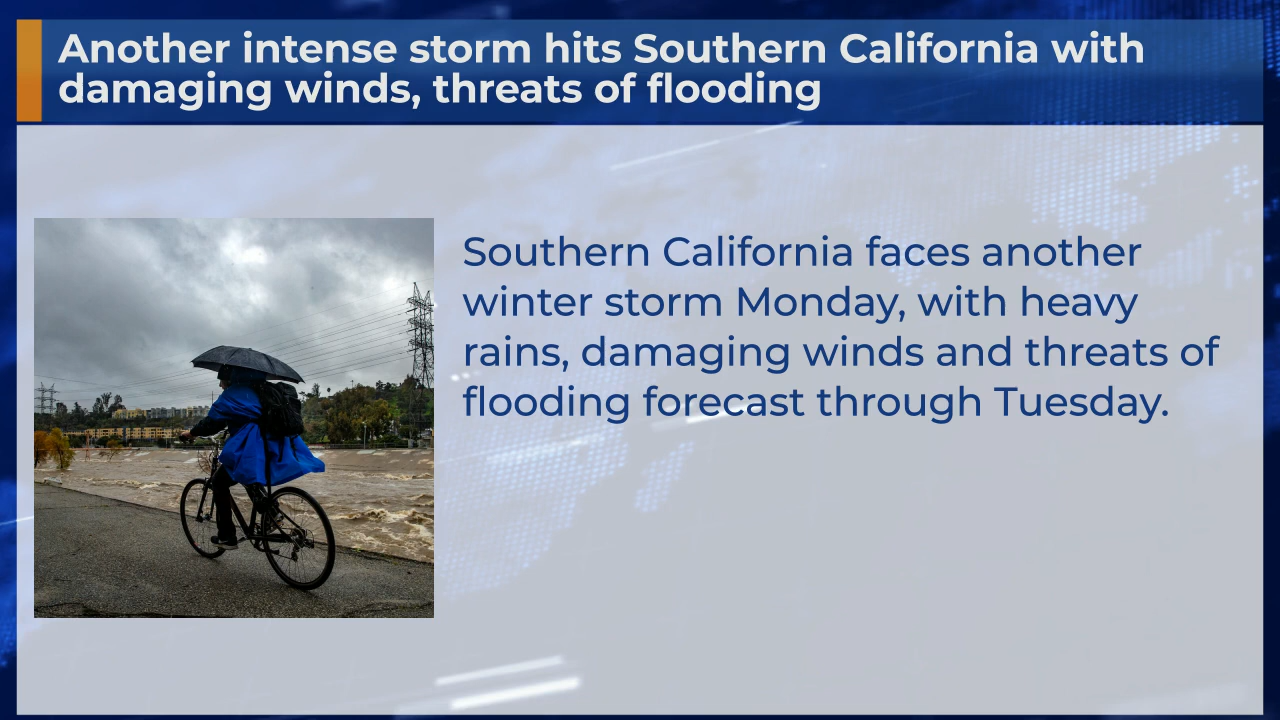 Another intense storm hits Southern California with
damaging winds, threats of flooding
Southern California faces another
winter storm Monday, with heavy
rains, damaging winds and threats of
flooding forecast through Tuesday.